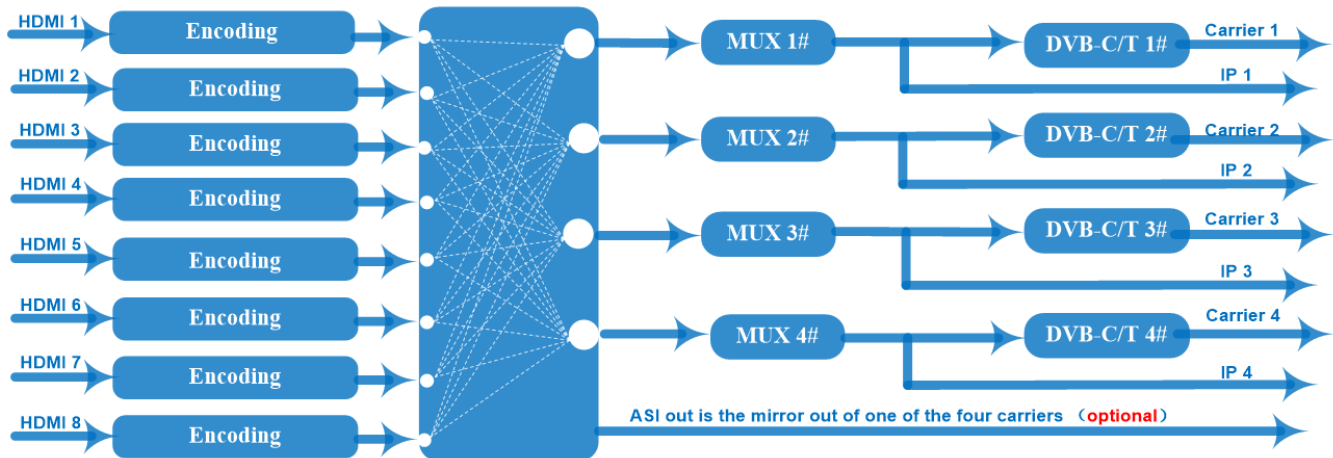 HDMI 1
Encoding
MUX 1#
DVB-C/T 1#
Carrier 1
IP 1
HDMI 2
Encoding
HDMI 3
Encoding
MUX 2#
DVB-C/T 2#
Carrier 2
IP 2
HDMI 4
Encoding
MUX 3#
DVB-C/T 3#
Carrier 3
HDMI 5
Encoding
IP 3
HDMI 6
Encoding
MUX 4#
DVB-C/T 4#
Carrier 4
HDMI 7
Encoding
IP 4
HDMI 8
Encoding
ASI out is the mirror out of one of the four carriers （optional）